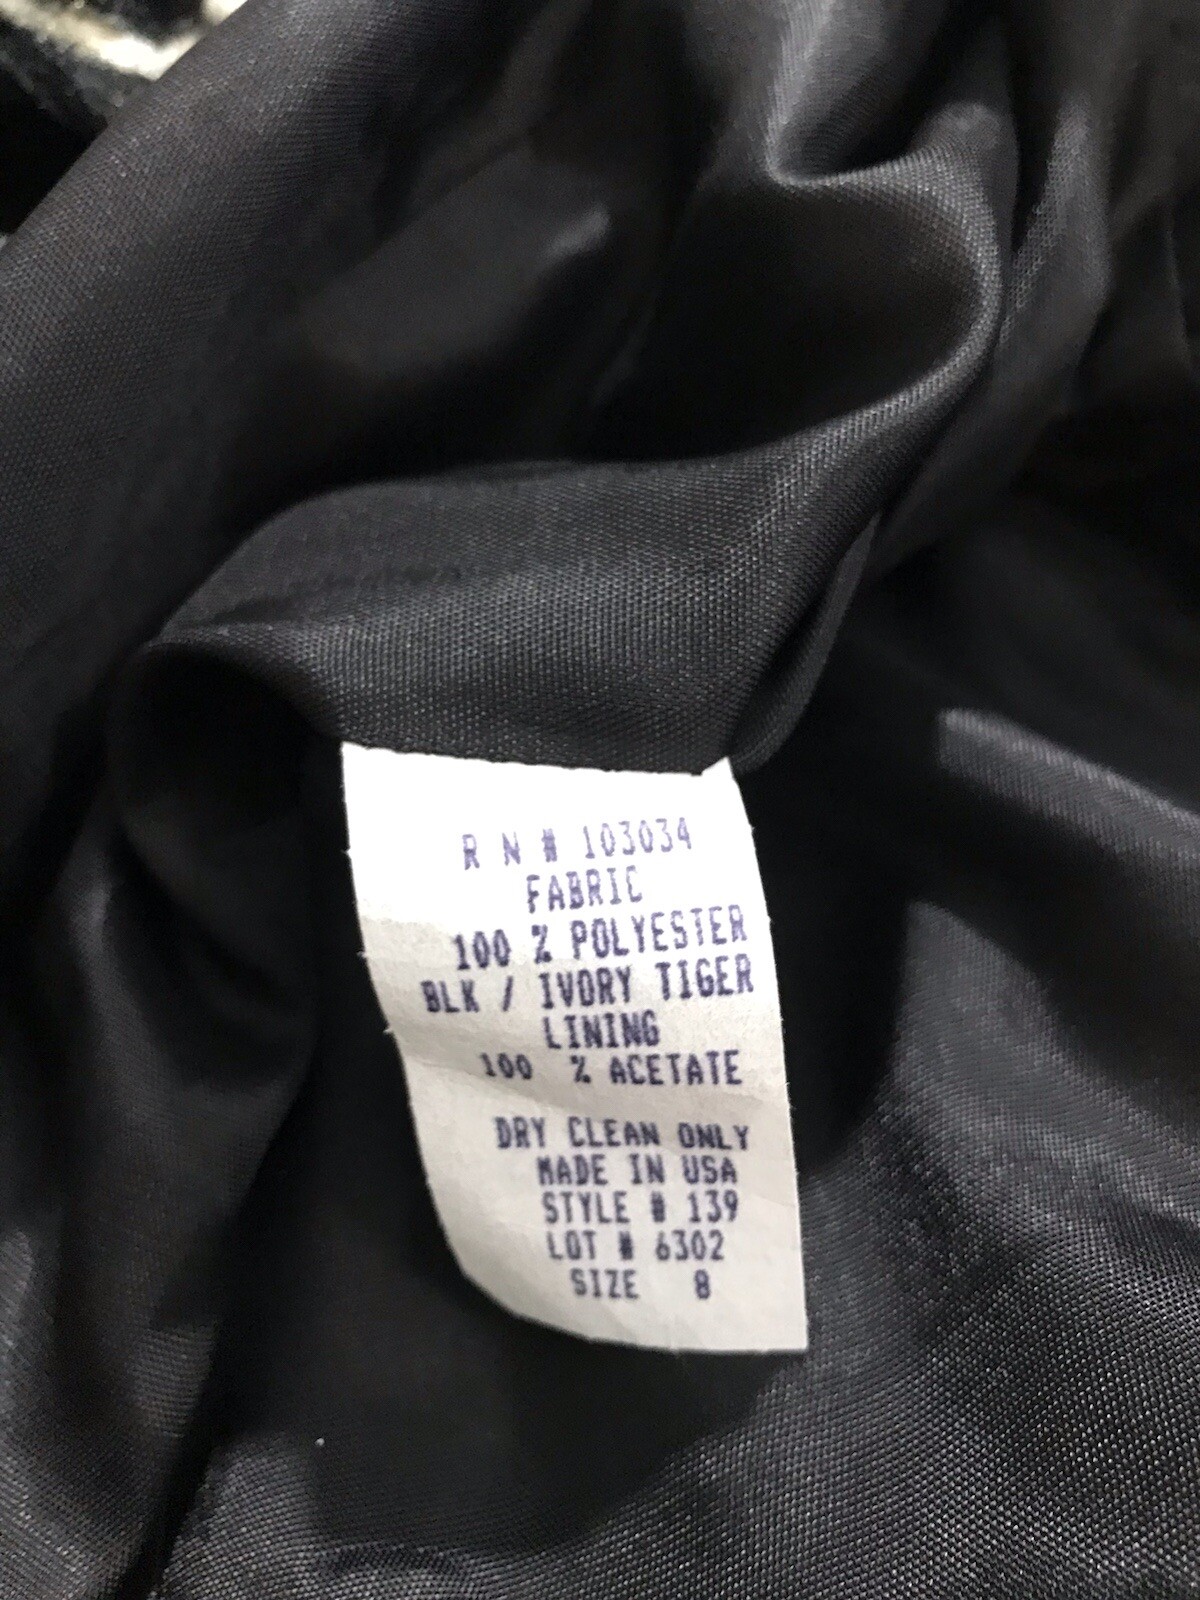 R N # 103034
FABRIC
100 % POLYESTER
BLK / IVORY TIGER
LINING
100 % ACETATE
DRY CLEAN ONLY
MADE IN USA
STYLE # 139
LOT # 6302
SIZE 8